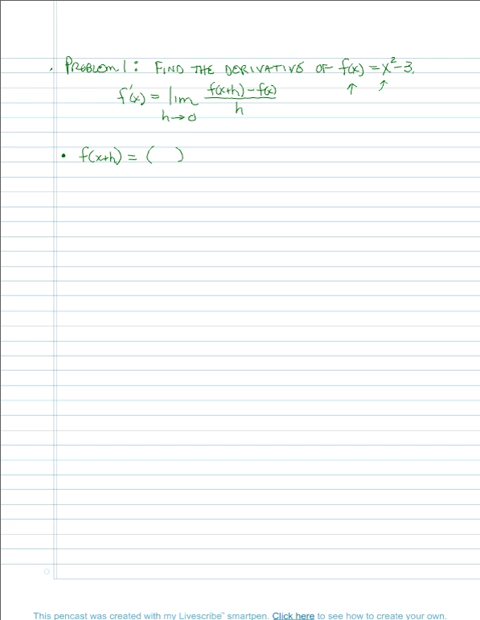 . PROBLEM 1: FIND THE DERIVATIVE OF f(x) = x² - 3.
f'(x) = lim h→0 f(x+h) - f(x) / h
• f(x+h) = ( )
This pencast was created with my Livescribe™ smartpen. Click here to see how to create your own.